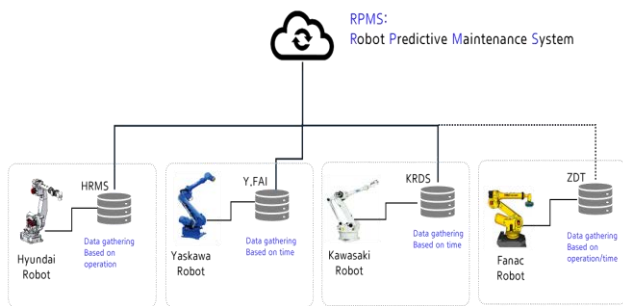 RPMS:
Robot Predictive Maintenance System
HRMS
Data gathering
Based on
operation
Hyundai
Robot
Y.FAI
Data gathering
Based on time
Yaskawa
Robot
KRDS
Data gathering
Based on time
Kawasaki
Robot
ZDT
Data gathering
Based on
operation/time
Fanac
Robot